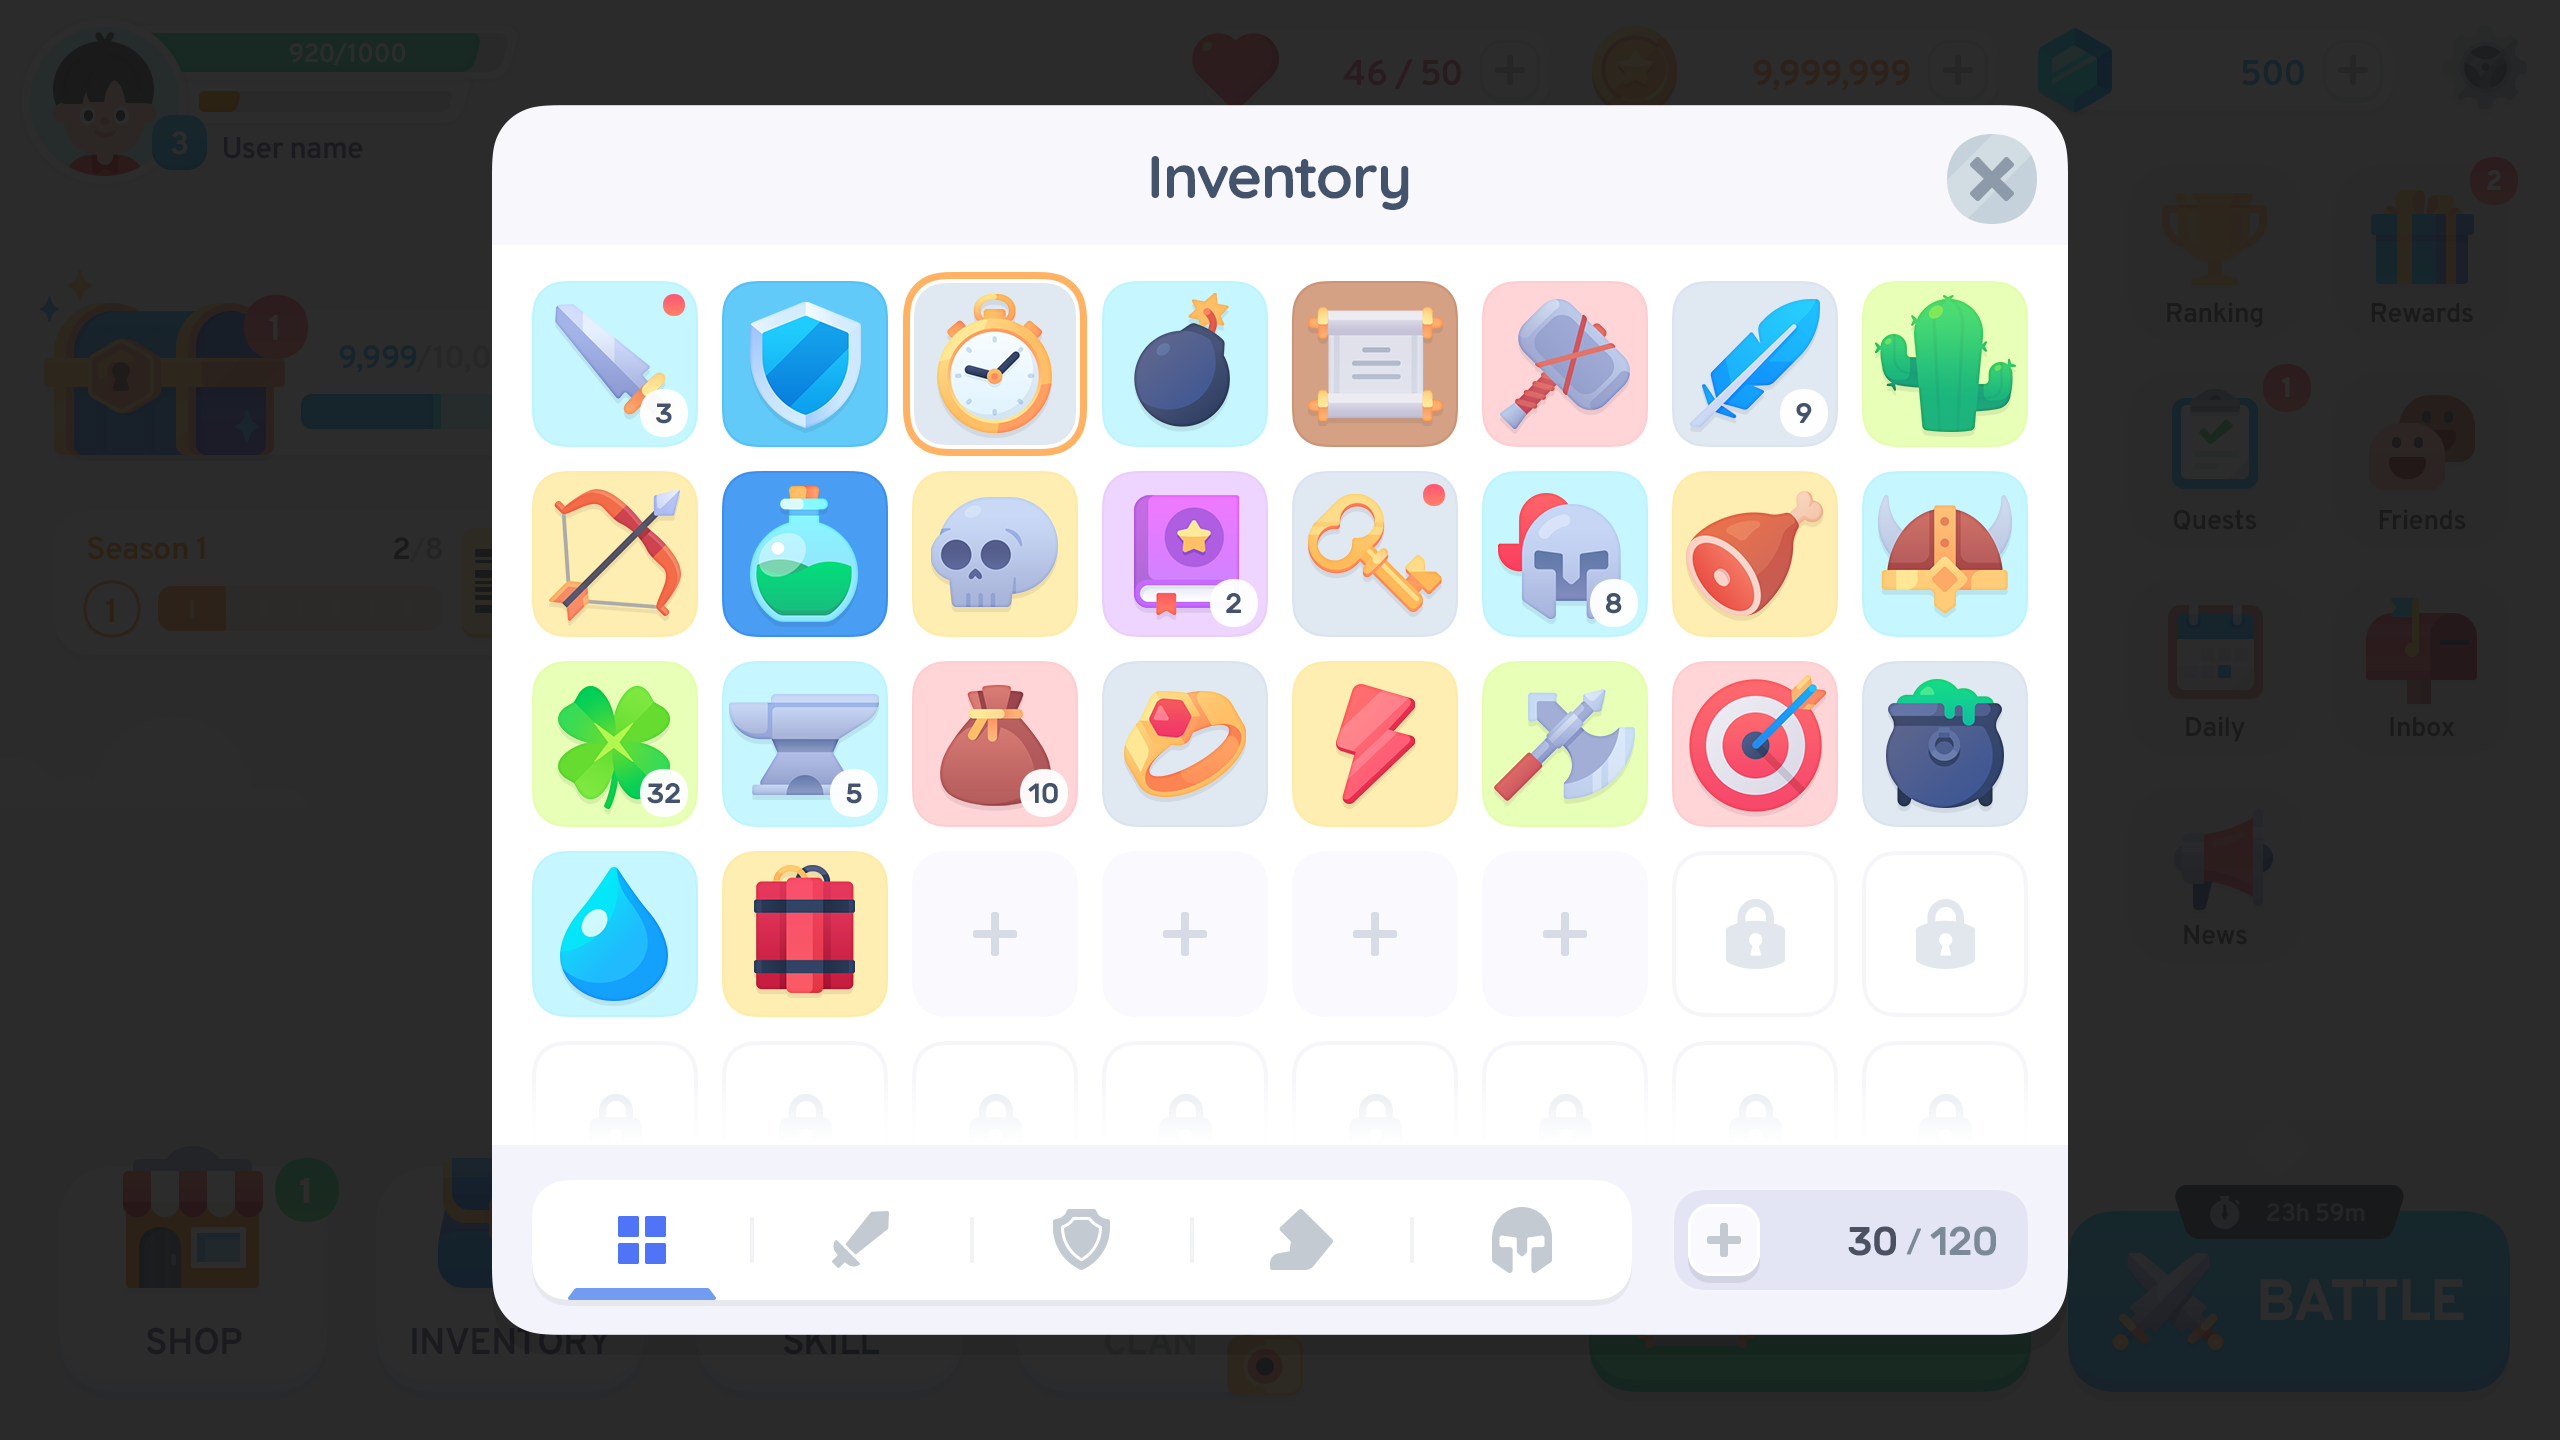 920/1000
46 / 50
9,999,999
500
3
User name
Inventory
2
Ranking
Rewards
1
9,999/10,0
3
9
1
Quests
Friends
Season 1
2/8
1
2
8
Daily
Inbox
32
5
10
News
1
23h 59m
30 / 120
BATTLE
SHOP
INVENTORY
SKILL
CLAN